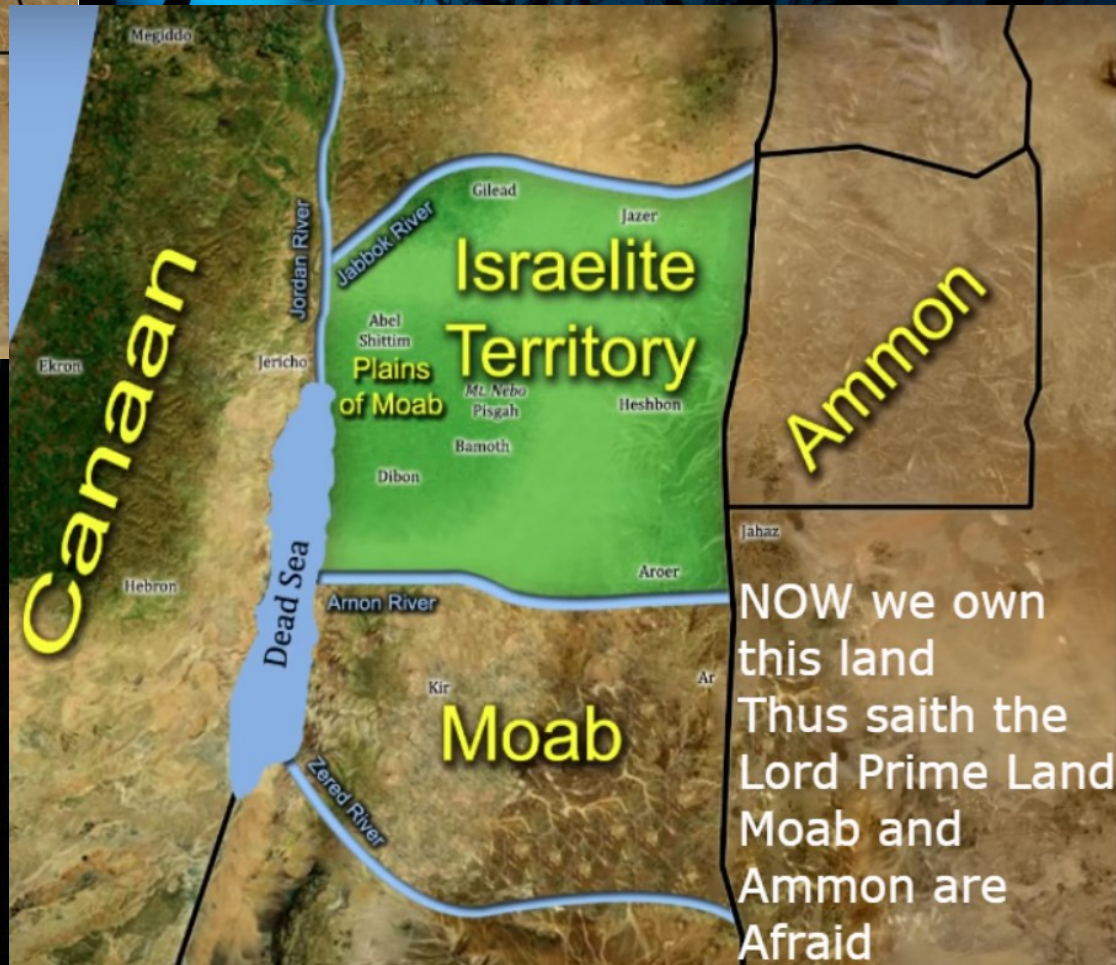 Megiddo
Gilead
Jazer
Jordan River
Jabbok River
Israelite
Territory
Canaan
Ammon
Abel
Shittim
Plains
of Moab
Ekron
Jericho
Mt. Nebo
Pisgah
Heshbon
Bamoth
Dibon
Jahaz
Dead Sea
Hebron
Aroer
Arnon River
Kir
Ar
Moab
Zered River
NOW we own
this land
Thus saith the
Lord Prime Land
Moab and
Ammon are
Afraid